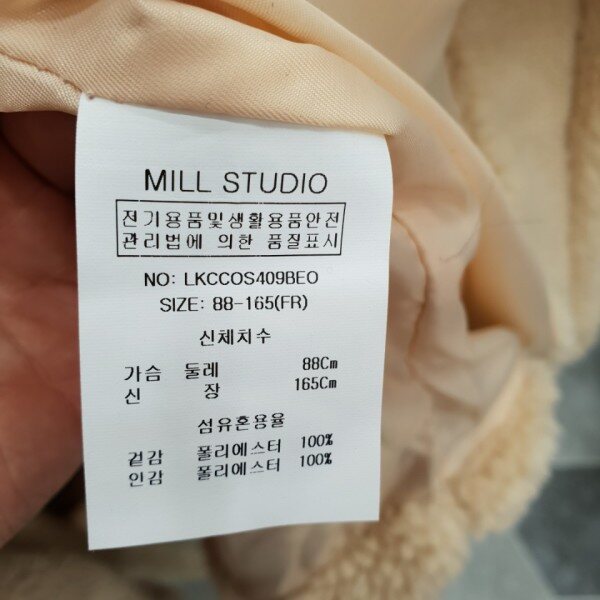 MILL STUDIO
전기용품및생활용품안전
관리법에 의한 품질표시
NO: LKCCOS409BEO
SIZE: 88-165(FR)
신체치수
가슴 둘레 88Cm
신 장 165Cm
섬유혼용율
겉감 폴리에스터 100%
인감 폴리에스터 100%